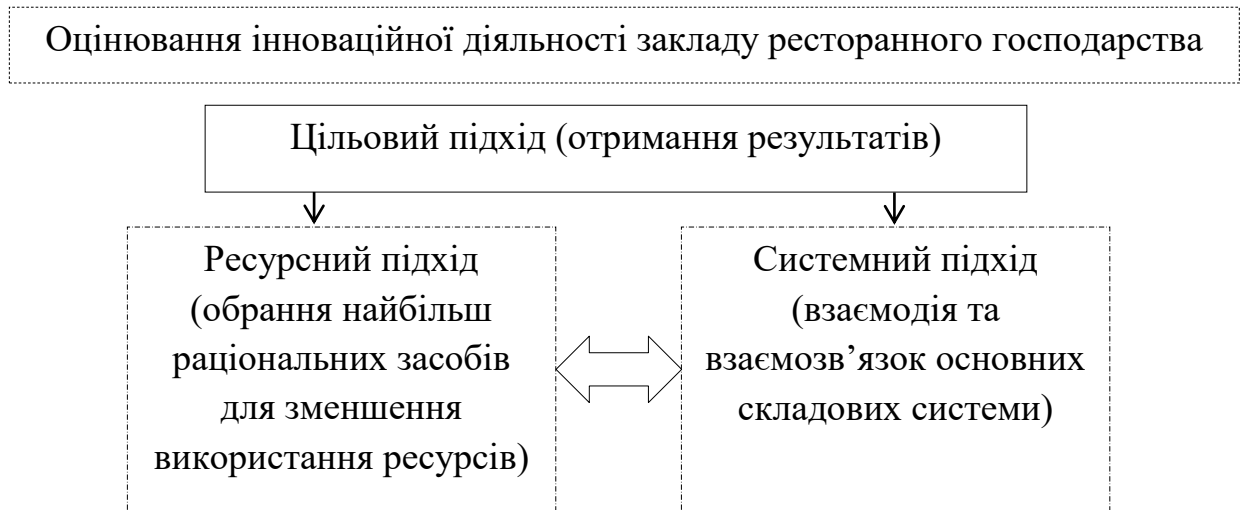 Оцінювання інноваційної діяльності закладу ресторанного господарства
Цільовий підхід (отримання результатів)
Ресурсний підхід
(обрання найбільш
раціональних засобів
для зменшення
використання ресурсів)
Системний підхід
(взаємодія та
взаємозв’язок основних
складових системи)